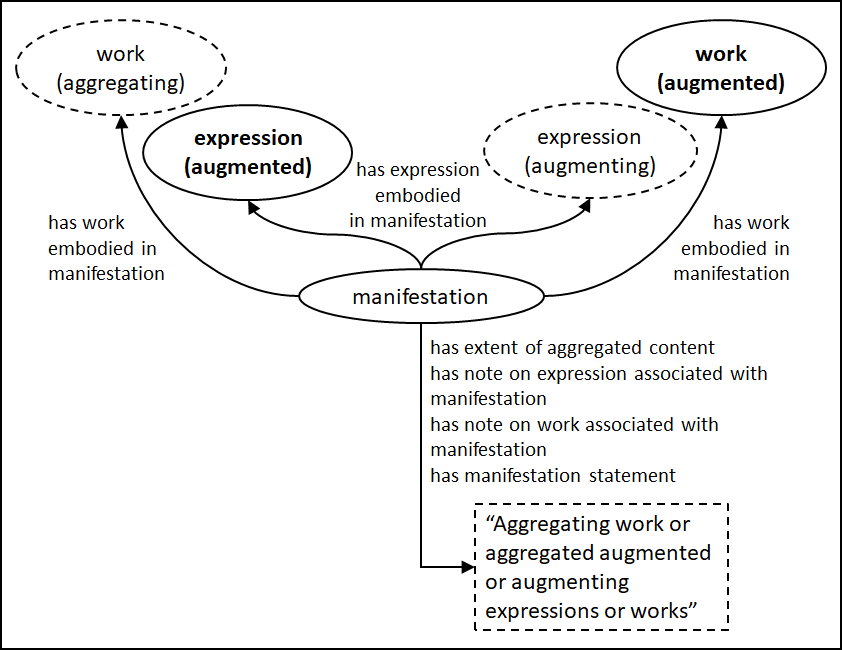 work
(aggregating)
work
(augmented)
expression
(augmented)
expression
(augmenting)
has expression
embodied
in manifestation
has work
embodied in
manifestation
has work
embodied in
manifestation
manifestation
has extent of aggregated content
has note on expression associated with
manifestation
has note on work associated with
manifestation
has manifestation statement
“Aggregating work or
aggregated augmented
or augmenting
expressions or works”